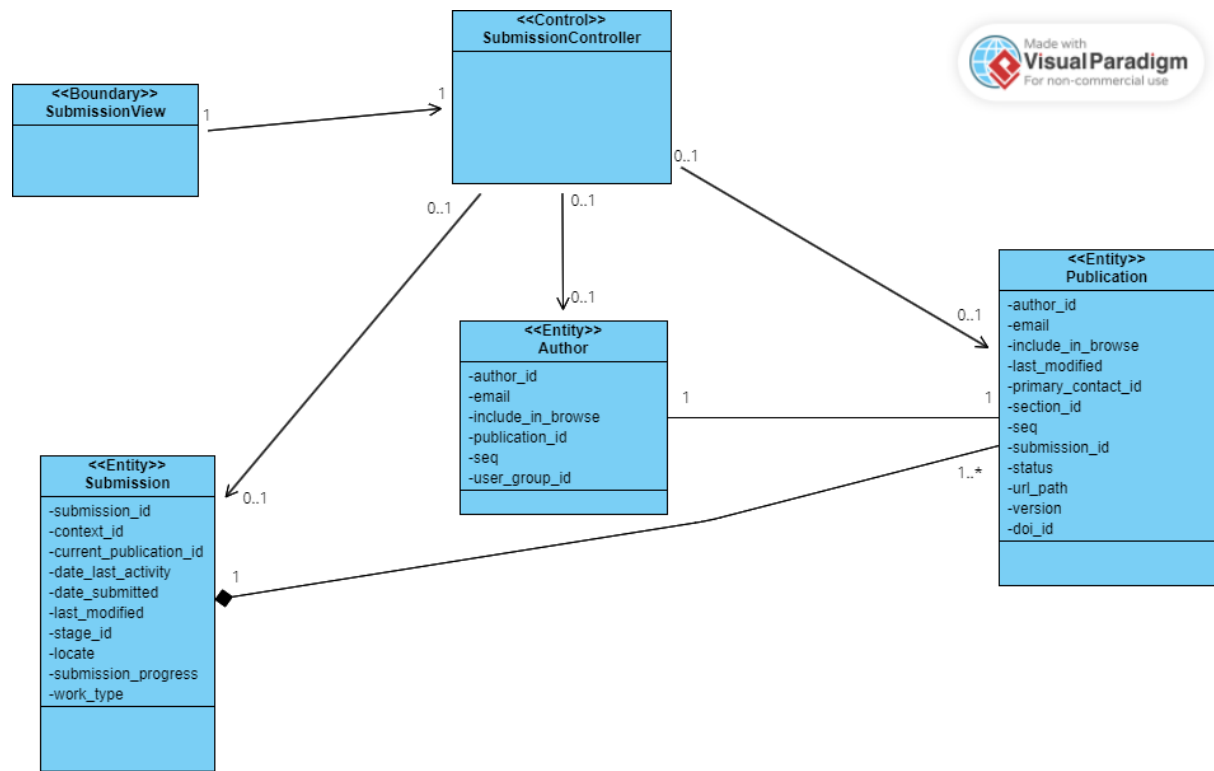 <<Control>>
SubmissionController
Made with
VisualParadigm
For non-commercial use
<<Boundary>>
SubmissionView
1
1
0..1
0..1
0..1
0..1
0..1
0..1
<<Entity>>
Publication
-author_id
-email
-include_in_browse
-last_modified
-primary_contact_id
-section_id
-seq
-submission_id
-status
-url_path
-version
-doi_id
<<Entity>>
Author
-author_id
-email
-include_in_browse
-publication_id
-seq
-user_group_id
1
1
1..*
1
<<Entity>>
Submission
-submission_id
-context_id
-current_publication_id
-date_last_activity
-date_submitted
-last_modified
-stage_id
-locate
-submission_progress
-work_type